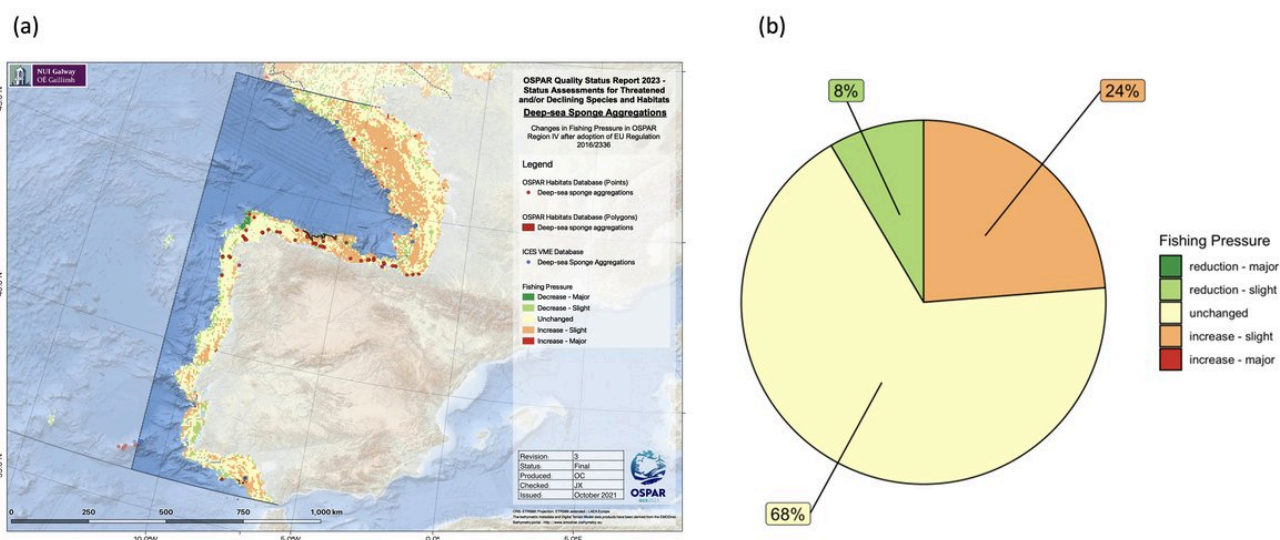 (a)
(b)
NUI Galway
OÉ Gaillimh
OSPAR Quality Status Report 2023 -
Status Assessments for Threatened
and/or Declining Species and Habitats
Deep-sea Sponge Aggregations
Changes in Fishing Pressure in OSPAR
Region IV after adoption of EU Regulation
2016/2336
Legend
OSPAR Habitats Database (Points)
Deep-sea sponge aggregations
OSPAR Habitats Database (Polygons)
Deep-sea sponge aggregations
ICES VME Database
Deep-sea Sponge Aggregations
Fishing Pressure
Decrease - Major
Decrease - Slight
Unchanged
Increase - Slight
Increase - Major
Revision: 3
Status: Final
Produced: OC
Checked: JX
Issued: October 2021
OSPAR
0 250 500 750 1,000 km
10.0°W 5.0°W 0.0° 5.0°E
8%
24%
68%
Fishing Pressure
reduction - major
reduction - slight
unchanged
increase - slight
increase - major